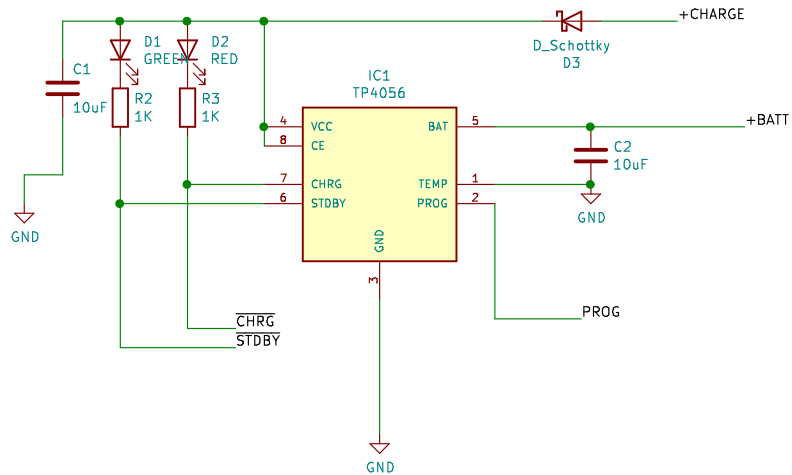 +CHARGE
D1
GREEN
D2
RED
D_Schottky
D3
C1
10uF
R2
1K
R3
1K
IC1
TP4056
4
VCC
8
CE
7
CHRG
6
STDBY
BAT
5
TEMP
1
PROG
2
GND
3
+BATT
C2
10uF
GND
GND
PROG
CHRG
STDBY
GND